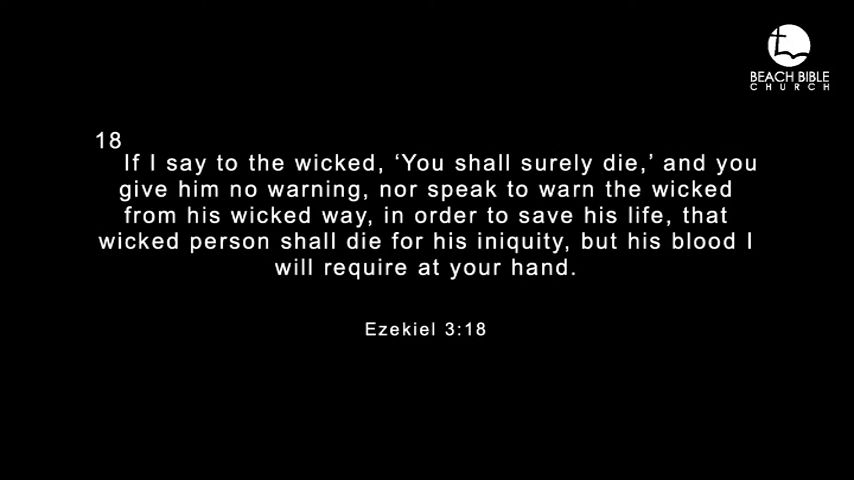 BEACH BIBLE
CHURCH
18
If I say to the wicked, ‘You shall surely die,’ and you
give him no warning, nor speak to warn the wicked
from his wicked way, in order to save his life, that
wicked person shall die for his iniquity, but his blood I
will require at your hand.
Ezekiel 3:18